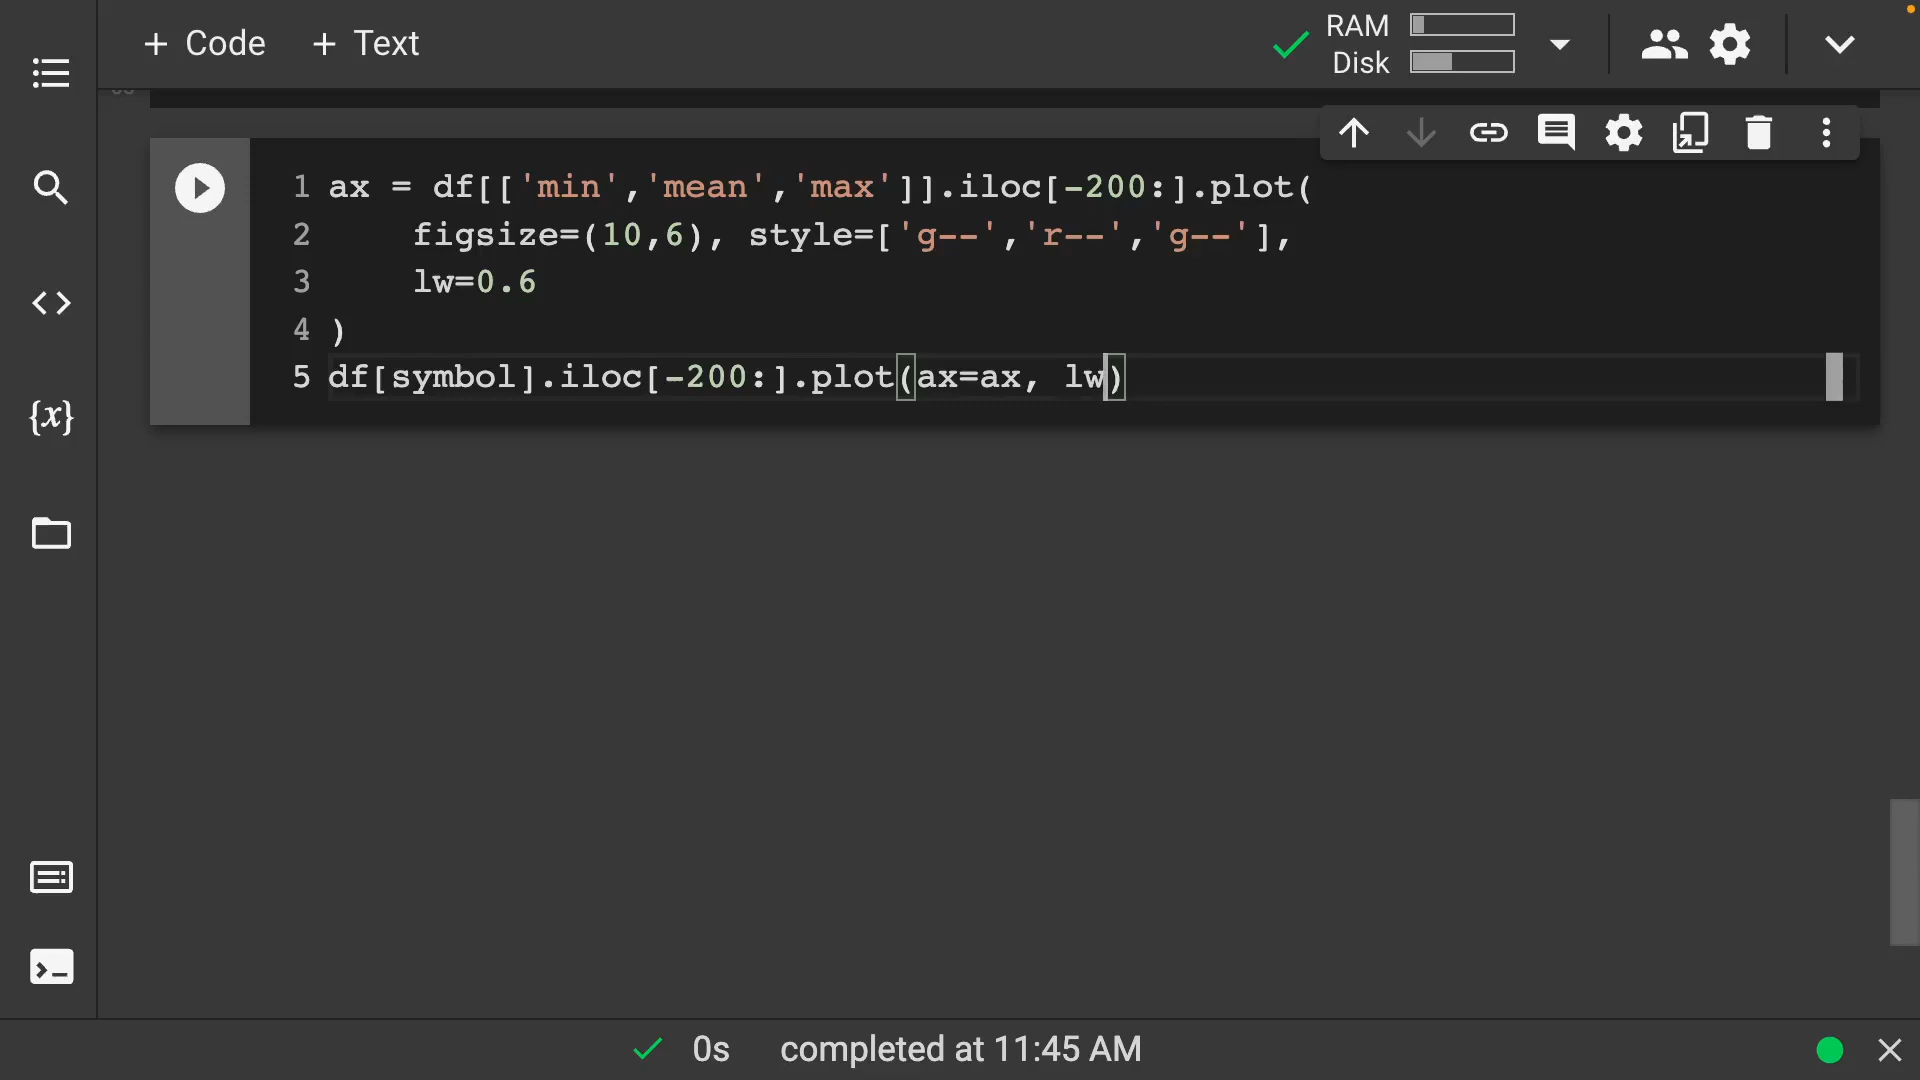 + Code + Text
RAM
Disk
1 ax = df[['min','mean','max']].iloc[-200:].plot(
2     figsize=(10,6), style=['g--','r--','g--'],
3     lw=0.6
4 )
5 df[symbol].iloc[-200:].plot(ax=ax, lw)
{x}
0s completed at 11:45 AM